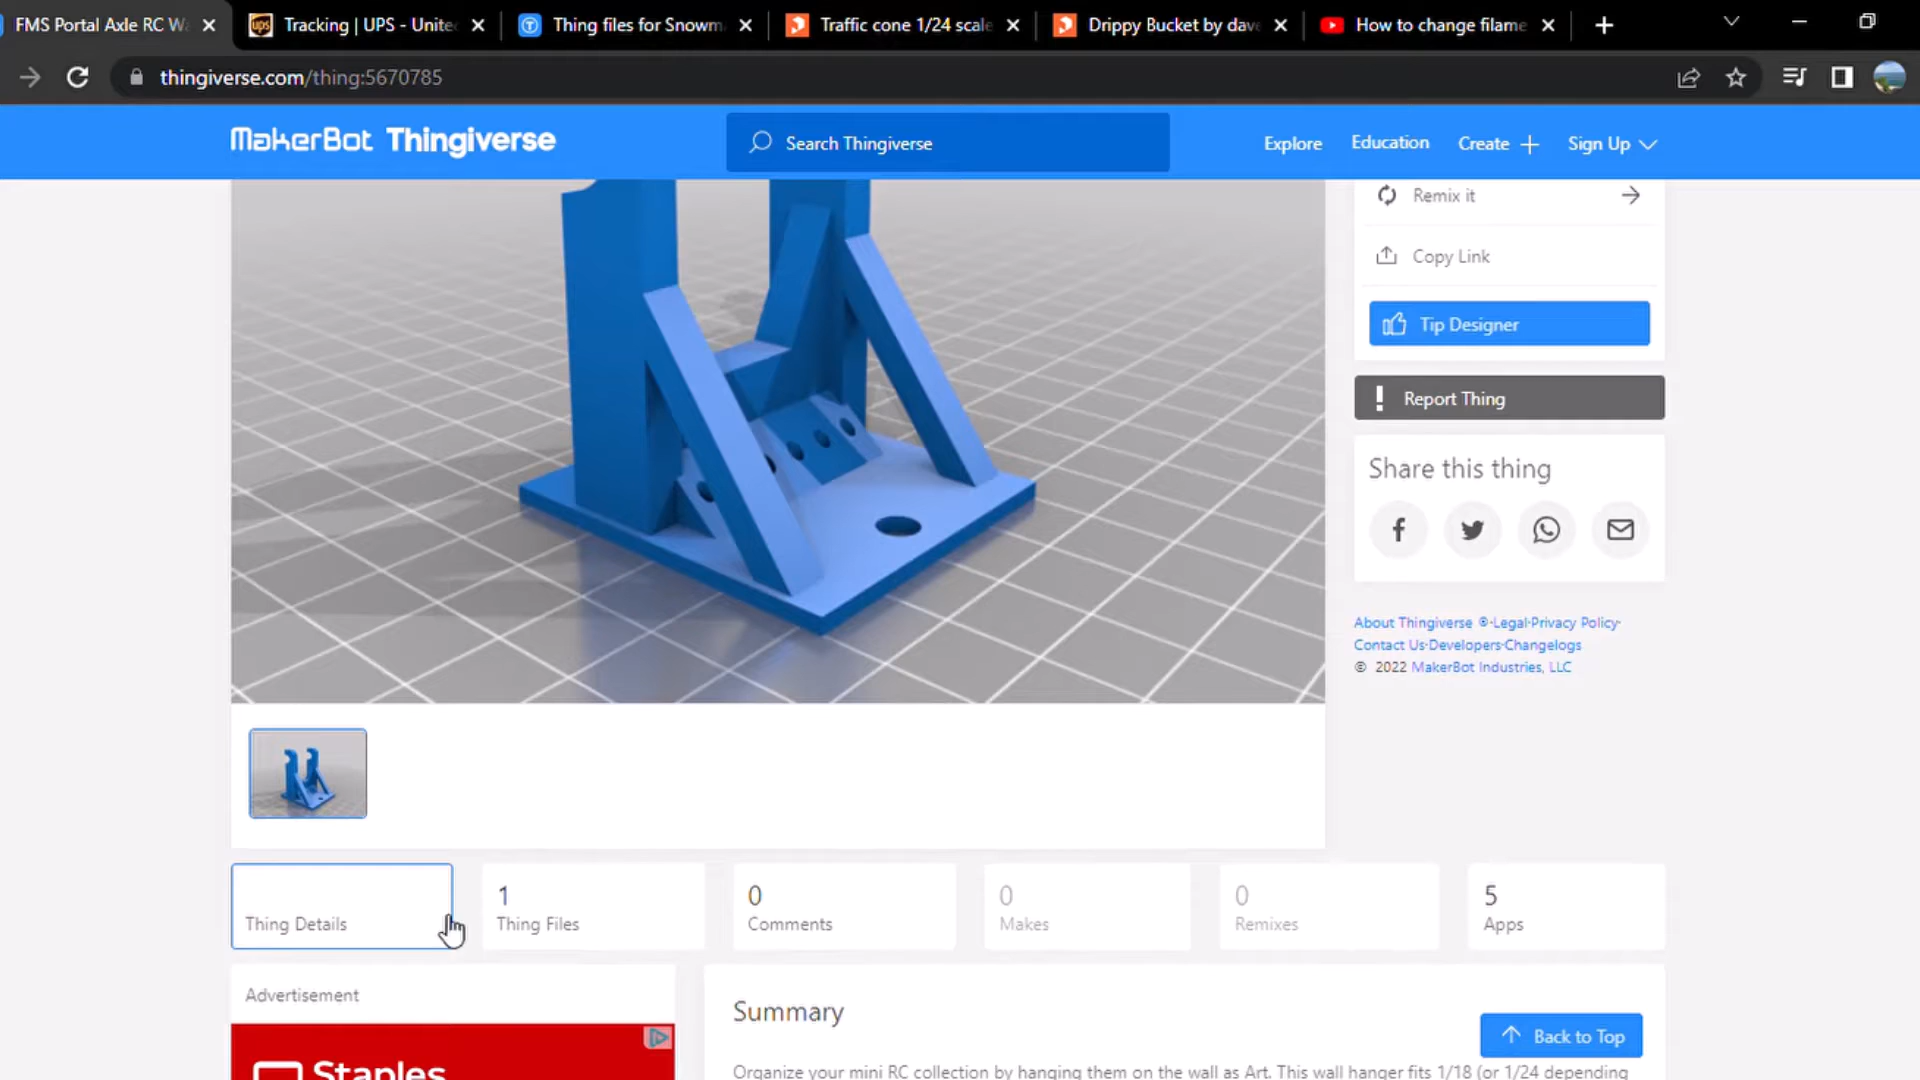 FMS Portal Axle RC Wa
Tracking | UPS - Unite
Thing files for Snowm
Traffic cone 1/24 scale
Drippy Bucket by dave
How to change filame
thingiverse.com/thing:5670785
MakerBot Thingiverse
Search Thingiverse
Explore
Education
Create
Sign Up
Remix it
Copy Link
Tip Designer
Report Thing
Share this thing
About Thingiverse ®·Legal·Privacy Policy·
Contact Us·Developers·Changelogs
© 2022 MakerBot Industries, LLC
Thing Details
1
Thing Files
0
Comments
0
Makes
0
Remixes
5
Apps
Advertisement
Staples
Summary
Back to Top
Organize your mini RC collection by hanging them on the wall as Art. This wall hanger fits 1/18 (or 1/24 depending